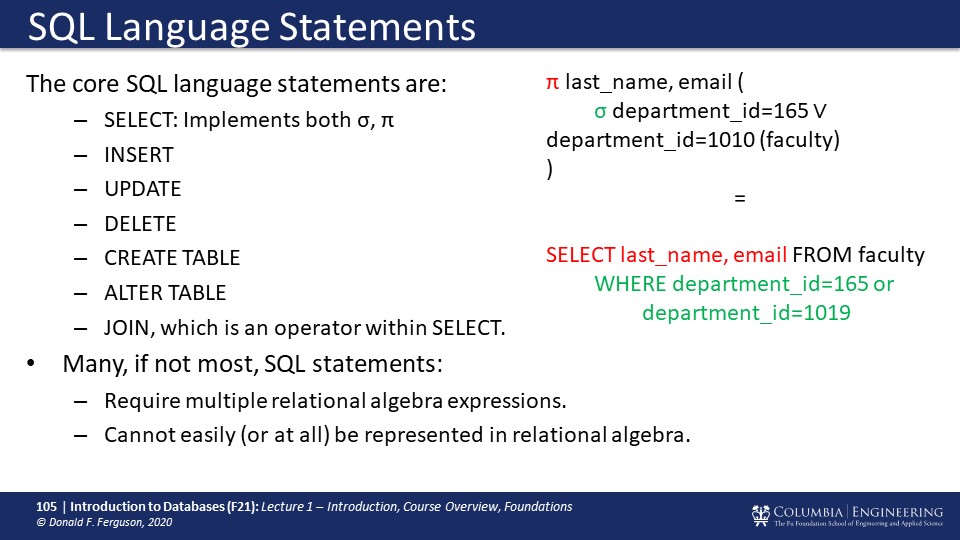 SQL Language Statements
The core SQL language statements are:
– SELECT: Implements both σ, π
– INSERT
– UPDATE
– DELETE
– CREATE TABLE
– ALTER TABLE
– JOIN, which is an operator within SELECT.
• Many, if not most, SQL statements:
– Require multiple relational algebra expressions.
– Cannot easily (or at all) be represented in relational algebra.
π last_name, email (
σ department_id=165 ∨
department_id=1010 (faculty)
)
=
SELECT last_name, email FROM faculty
WHERE department_id=165 or
department_id=1019
105 | Introduction to Databases (F21): Lecture 1 – Introduction, Course Overview, Foundations
© Donald F. Ferguson, 2020
COLUMBIA | ENGINEERING
The Fu Foundation School of Engineering and Applied Science